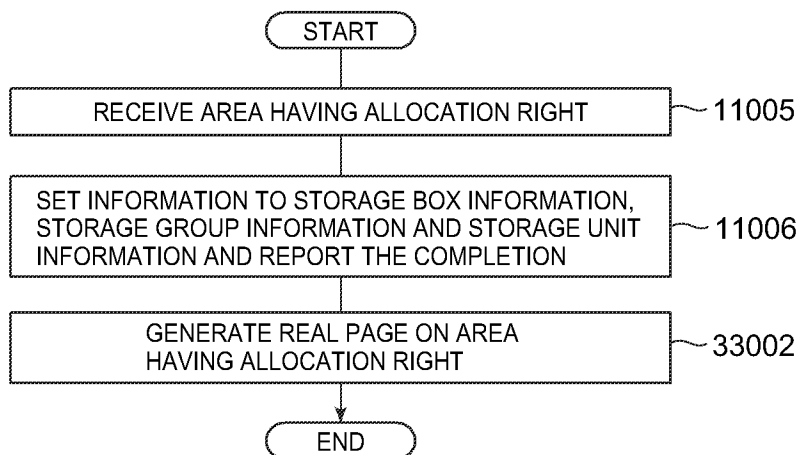 START
RECEIVE AREA HAVING ALLOCATION RIGHT
11005
SET INFORMATION TO STORAGE BOX INFORMATION,
STORAGE GROUP INFORMATION AND STORAGE UNIT
INFORMATION AND REPORT THE COMPLETION
11006
GENERATE REAL PAGE ON AREA
HAVING ALLOCATION RIGHT
33002
END